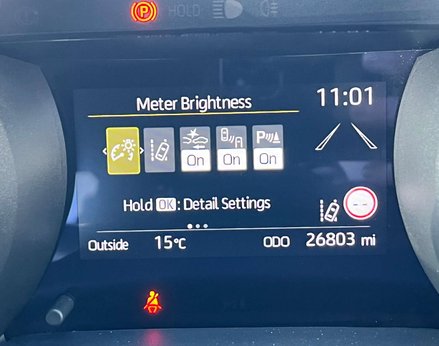 P HOLD
Meter Brightness 11:01
P
On On On
Hold OK : Detail Settings
Outside 15°C ODO 26803 mi